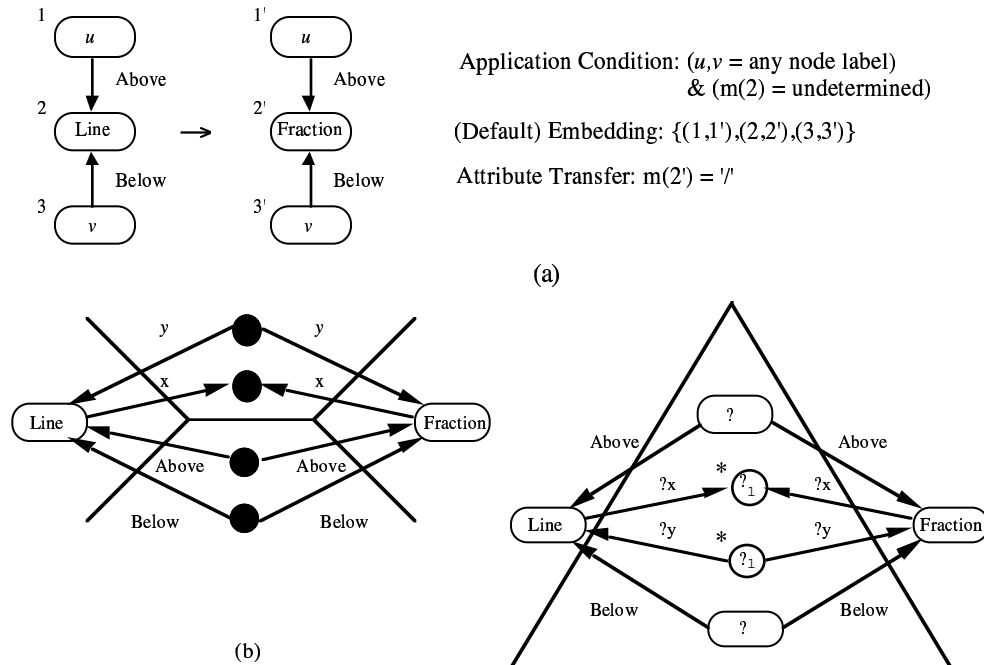 1
u
Above
2
Line
Below
3
v
1'
u
Above
2'
Fraction
Below
3'
v
Application Condition: (u,v = any node label)
& (m(2) = undetermined)
(Default) Embedding: {(1,1'),(2,2'),(3,3')}
Attribute Transfer: m(2') = '/'
(a)
y y
x x
Line Fraction
Above Above
Below Below
(b)
?
Above Above
?x * ?1 ?x
Line Fraction
?y * ?1 ?y
Below Below
?